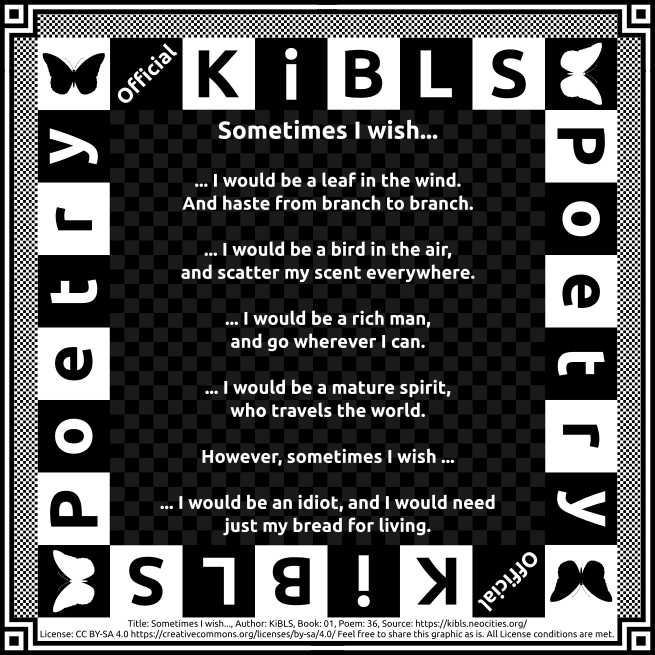 Official KiBLS
Poetry
Poetry
Sometimes I wish...
... I would be a leaf in the wind.
And haste from branch to branch.
... I would be a bird in the air,
and scatter my scent everywhere.
... I would be a rich man,
and go wherever I can.
... I would be a mature spirit,
who travels the world.
However, sometimes I wish ...
... I would be an idiot, and I would need
just my bread for living.
Official KiBLS
Title: Sometimes I wish..., Author: KiBLS, Book: 01, Poem: 36, Source: https://kibls.neocities.org/
License: CC BY-SA 4.0 https://creativecommons.org/licenses/by-sa/4.0/ Feel free to share this graphic as is. All License conditions are met.